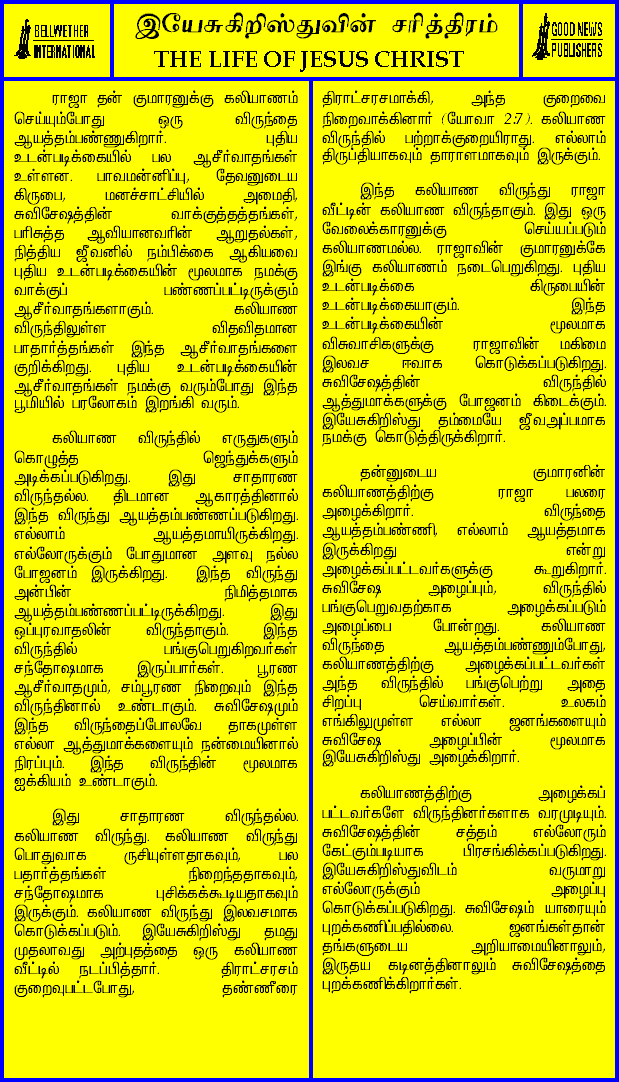 BELLWETHER
INTERNATIONAL
இயேசுகிறிஸ்துவின் சரித்திரம்
THE LIFE OF JESUS CHRIST
GOOD NEWS
PUBLISHERS
ராஜா தன் குமாரனுக்கு கலியாணம்
செய்யும்போது ஒரு விருந்தை
ஆயத்தம்பண்ணுகிறார். புதிய
உடன்படிக்கையில் பல ஆசீர்வாதங்கள்
உள்ளன. பாவமன்னிப்பு, தேவனுடைய
கிருபை, மனச்சாட்சியில் அமைதி,
சுவிசேஷத்தின் வாக்குத்தத்தங்கள்,
பரிசுத்த ஆவியானவரின் ஆறுதல்கள்,
நித்திய ஜீவனில் நம்பிக்கை ஆகியவை
புதிய உடன்படிக்கையின் மூலமாக நமக்கு
வாக்குப் பண்ணப்பட்டிருக்கும்
ஆசீர்வாதங்களாகும். கலியாண
விருந்திலுள்ள விதவிதமான
பாதார்த்தங்கள் இந்த ஆசீர்வாதங்களை
குறிக்கிறது. புதிய உடன்படிக்கையின்
ஆசீர்வாதங்கள் நமக்கு வரும்போது இந்த
பூமியில் பரலோகம் இறங்கி வரும்.
கலியாண விருந்தில் எருதுகளும்
கொழுத்த ஜெந்துக்களும்
அடிக்கப்படுகிறது. இது சாதாரண
விருந்தல்ல. திடமான ஆகாரத்தினால்
இந்த விருந்து ஆயத்தம்பண்ணப்படுகிறது.
எல்லாம் ஆயத்தமாயிருக்கிறது.
எல்லோருக்கும் போதுமான அளவு நல்ல
போஜனம் இருக்கிறது. இந்த விருந்து
அன்பின் நிமித்தமாக
ஆயத்தம்பண்ணப்பட்டிருக்கிறது. இது
ஒப்புரவாதலின் விருந்தாகும். இந்த
விருந்தில் பங்குபெறுகிறவர்கள்
சந்தோஷமாக இருப்பார்கள். பூரண
ஆசீர்வாதமும், சம்பூரண நிறைவும் இந்த
விருந்தினால் உண்டாகும். சுவிசேஷமும்
இந்த விருந்தைப்போலவே தாகமுள்ள
எல்லா ஆத்துமாக்களையும் நன்மையினால்
நிரப்பும். இந்த விருந்தின் மூலமாக
ஐக்கியம் உண்டாகும்.
இது சாதாரண விருந்தல்ல.
கலியாண விருந்து. கலியாண விருந்து
பொதுவாக ருசியுள்ளதாகவும், பல
பதார்த்தங்கள் நிறைந்ததாகவும்,
சந்தோஷமாக புசிக்கக்கூடியதாகவும்
இருக்கும். கலியாண விருந்து இலவசமாக
கொடுக்கப்படும். இயேசுகிறிஸ்து தமது
முதலாவது அற்புதத்தை ஒரு கலியாண
வீட்டில் நடப்பித்தார். திராட்சரசம்
குறைவுபட்டபோது, தண்ணீரை
திராட்சரசமாக்கி, அந்த குறைவை
நிறைவாக்கினார் (யோவா 2:7). கலியாண
விருந்தில் பற்றாக்குறையிராது. எல்லாம்
திருப்தியாகவும் தாராளமாகவும் இருக்கும்.
இந்த கலியாண விருந்து ராஜா
வீட்டின் கலியாண விருந்தாகும். இது ஒரு
வேலைக்காரனுக்கு செய்யப்படும்
கலியாணமல்ல. ராஜாவின் குமாரனுக்கே
இங்கு கலியாணம் நடைபெறுகிறது. புதிய
உடன்படிக்கை கிருபையின்
உடன்படிக்கையாகும். இந்த
உடன்படிக்கையின் மூலமாக
விசுவாசிகளுக்கு ராஜாவின் மகிமை
இலவச ஈவாக கொடுக்கப்படுகிறது.
சுவிசேஷத்தின் விருந்தில்
ஆத்துமாக்களுக்கு போஜனம் கிடைக்கும்.
இயேசுகிறிஸ்து தம்மையே ஜீவஅப்பமாக
நமக்கு கொடுத்திருக்கிறார்.
தன்னுடைய குமாரனின்
கலியாணத்திற்கு ராஜா பலரை
அழைக்கிறார். விருந்தை
ஆயத்தம்பண்ணி, எல்லாம் ஆயத்தமாக
இருக்கிறது என்று
அழைக்கப்பட்டவர்களுக்கு கூறுகிறார்.
சுவிசேஷ அழைப்பும், விருந்தில்
பங்குபெறுவதற்காக அழைக்கப்படும்
அழைப்பை போன்றது. கலியாண
விருந்தை ஆயத்தம்பண்ணும்போது,
கலியாணத்திற்கு அழைக்கப்பட்டவர்கள்
அந்த விருந்தில் பங்குபெற்று அதை
சிறப்பு செய்வார்கள். உலகம்
எங்கிலுமுள்ள எல்லா ஜனங்களையும்
சுவிசேஷ அழைப்பின் மூலமாக
இயேசுகிறிஸ்து அழைக்கிறார்.
கலியாணத்திற்கு அழைக்கப்
பட்டவர்களே விருந்தினர்களாக வரமுடியும்.
சுவிசேஷத்தின் சத்தம் எல்லோரும்
கேட்கும்படியாக பிரசங்கிக்கப்படுகிறது.
இயேசுகிறிஸ்துவிடம் வருமாறு
எல்லோருக்கும் அழைப்பு
கொடுக்கப்படுகிறது. சுவிசேஷம் யாரையும்
புறக்கணிப்பதில்லை. ஜனங்கள்தான்
தங்களுடைய அறியாமையினாலும்,
இருதய கடினத்தினாலும் சுவிசேஷத்தை
புறக்கணிக்கிறார்கள்.